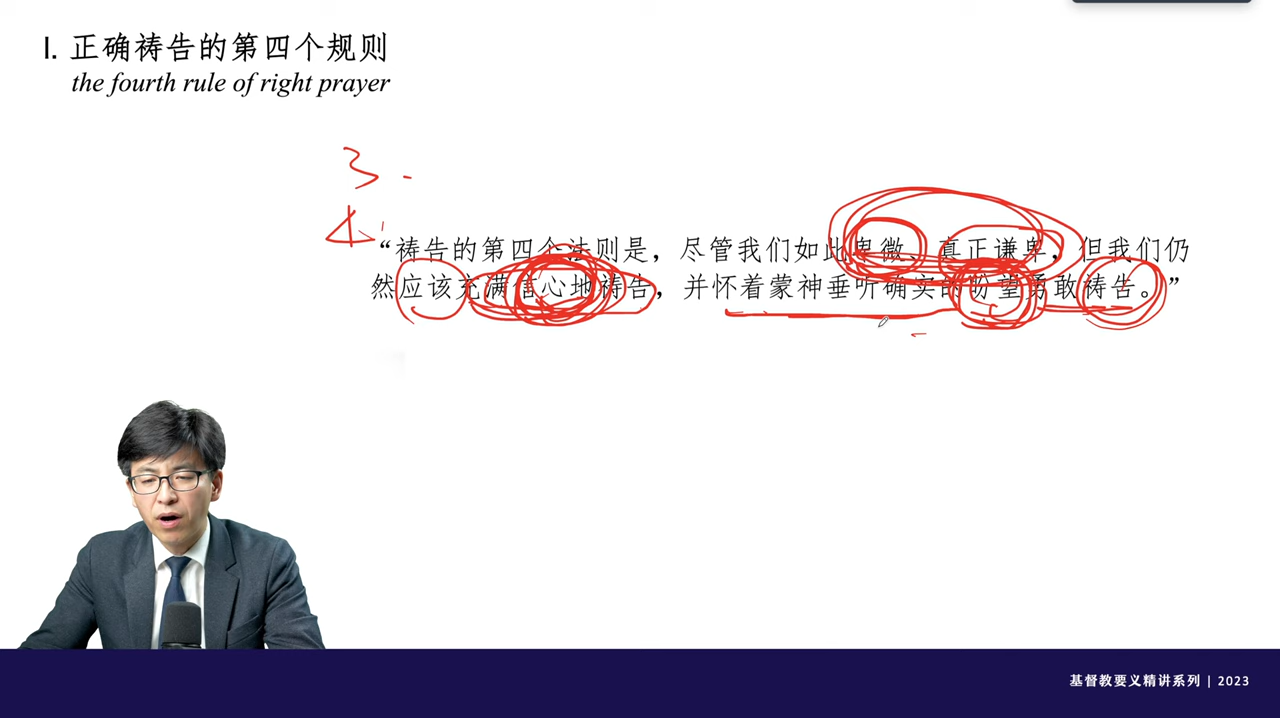 I. 正确祷告的第四个规则
the fourth rule of right prayer
3.
4.
“祷告的第四个法则是，尽管我们如此卑微、真正谦卑，但我们仍
然应该充满信心地祷告，并怀着蒙神垂听确实的盼望勇敢祷告。”
基督教要义精讲系列 | 2023